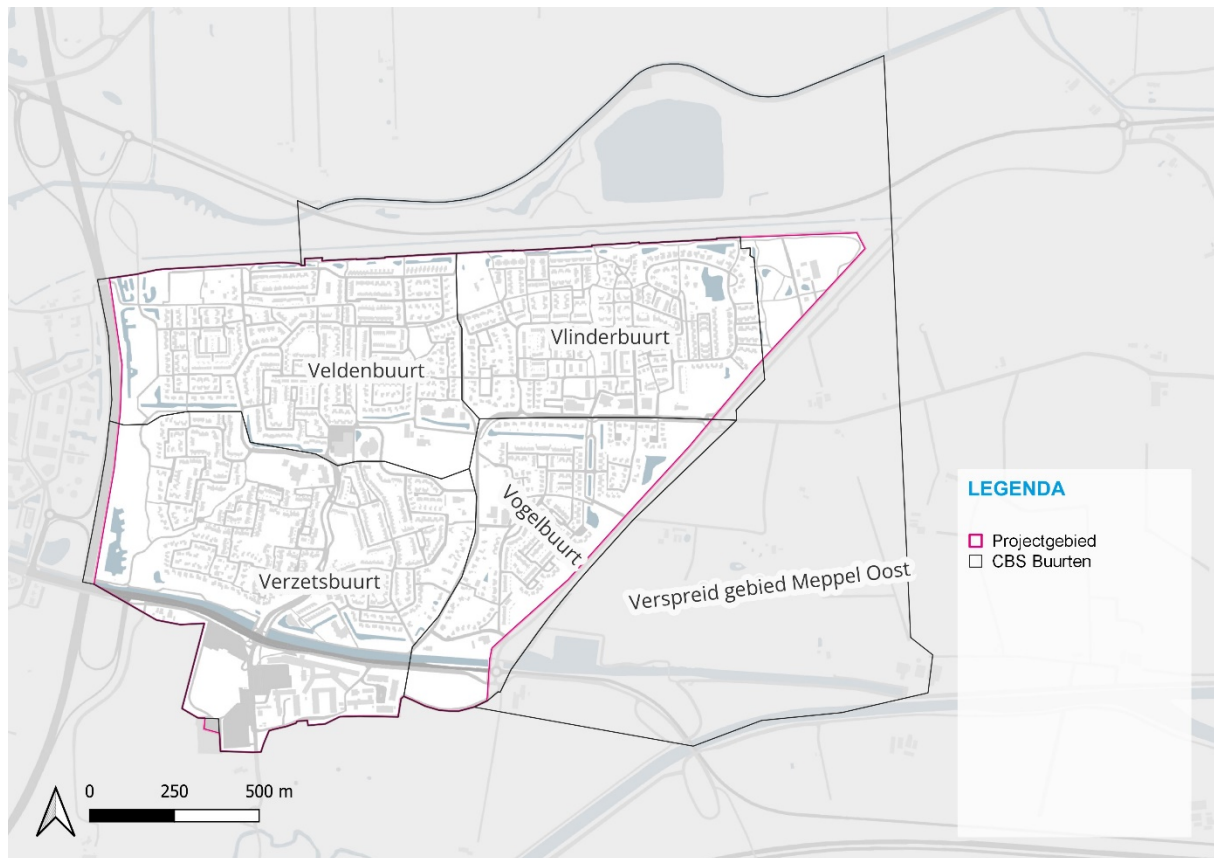 Vlinderbuurt
Veldenbuurt
Vogelbuurt
Verzetsbuurt
Verspreid gebied Meppel Oost
LEGENDA
Projectgebied
CBS Buurten
0 250 500 m